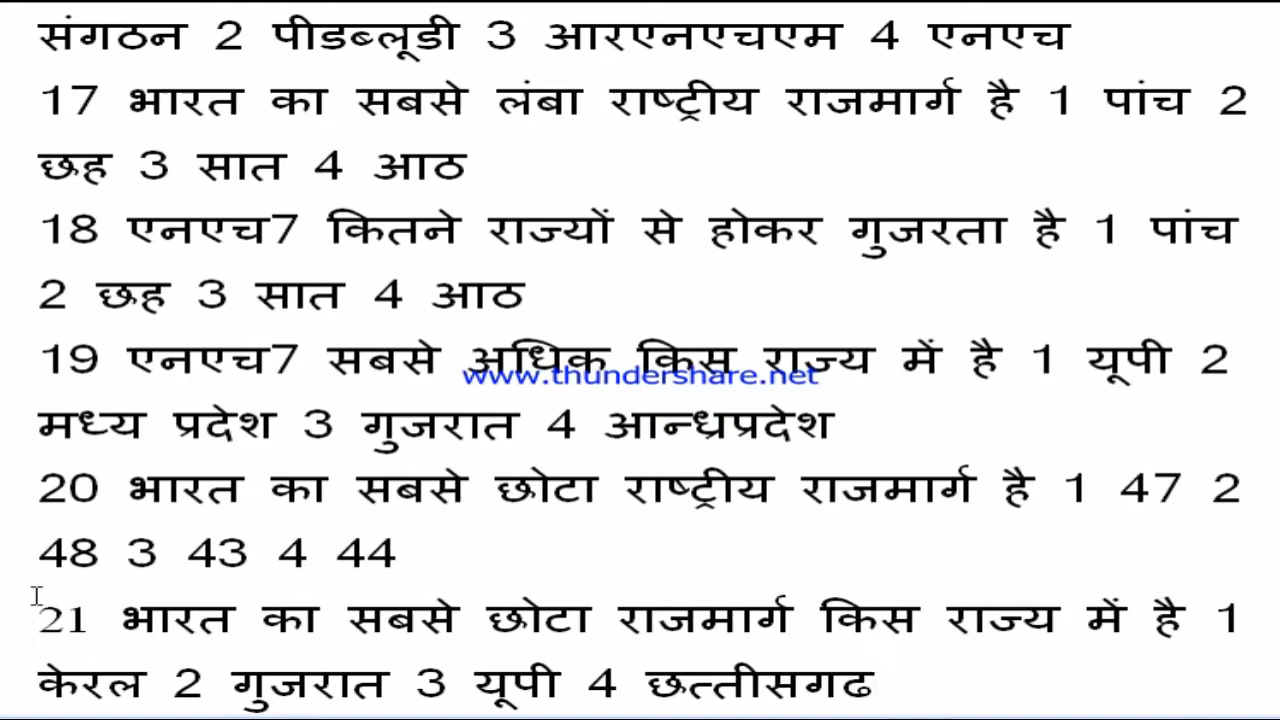 संगठन 2 पीडब्लूडी 3 आरएनएचएम 4 एनएच
17 भारत का सबसे लंबा राष्ट्रीय राजमार्ग है 1 पांच 2
छह 3 सात 4 आठ
18 एनएच7 कितने राज्यों से होकर गुजरता है 1 पांच
2 छह 3 सात 4 आठ
19 एनएच7 सबसे अधिक किस राज्य में है 1 यूपी 2
www.thundershare.net
मध्य प्रदेश 3 गुजरात 4 आन्ध्रप्रदेश
20 भारत का सबसे छोटा राष्ट्रीय राजमार्ग है 1 47 2
48 3 43 4 44
21 भारत का सबसे छोटा राजमार्ग किस राज्य में है 1
केरल 2 गुजरात 3 यूपी 4 छत्तीसगढ